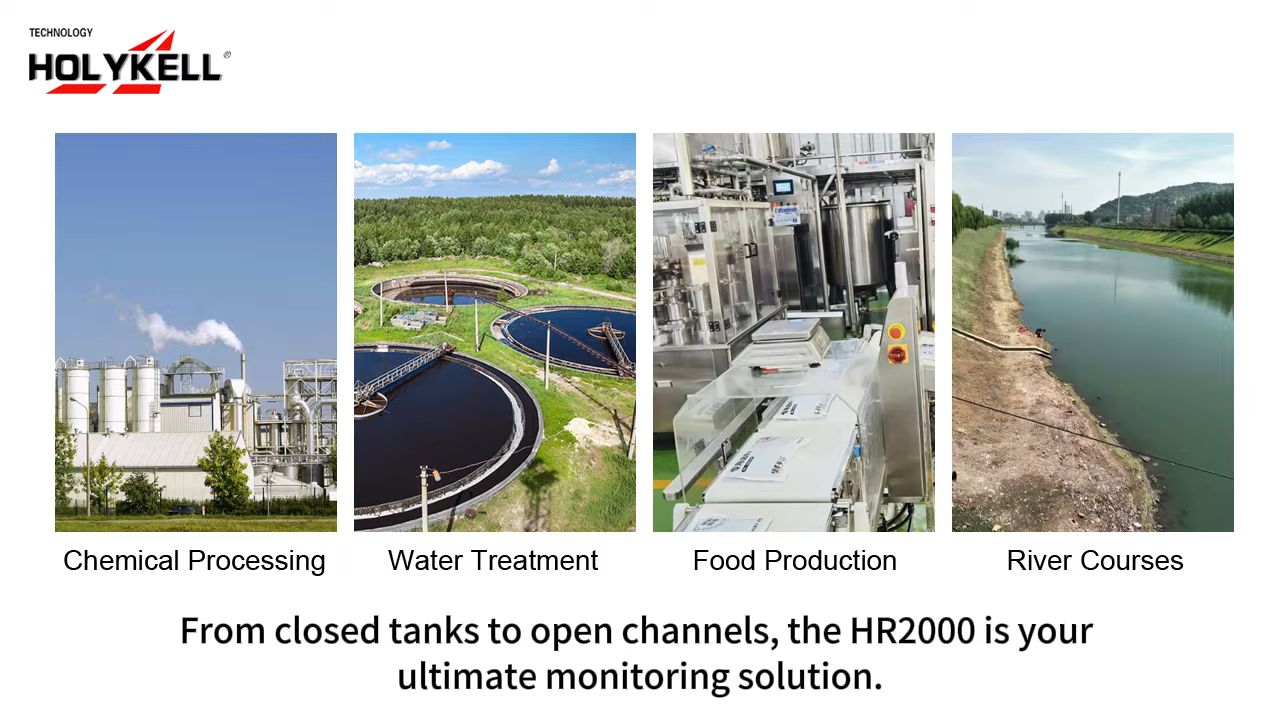 TECHNOLOGY
HOLYKELL®
Chemical Processing
Water Treatment
Food Production
River Courses
From closed tanks to open channels, the HR2000 is your
ultimate monitoring solution.